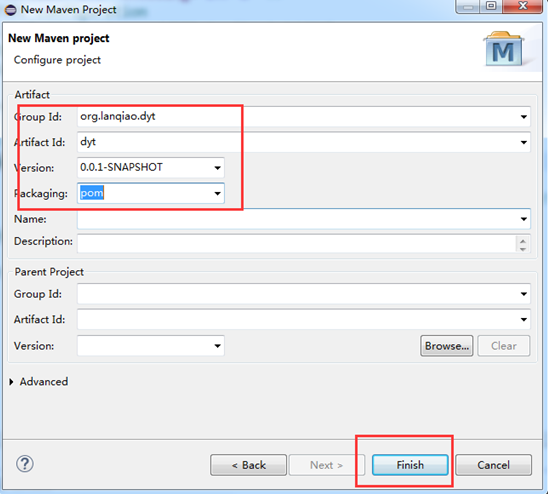 New Maven Project
New Maven project
Configure project
M
Artifact
Group Id: org.lanqiao.dyt
Artifact Id: dyt
Version: 0.0.1-SNAPSHOT
Packaging: pom
Name:
Description:
Parent Project
Group Id:
Artifact Id:
Version: Browse... Clear
Advanced
? < Back Next > Finish Cancel